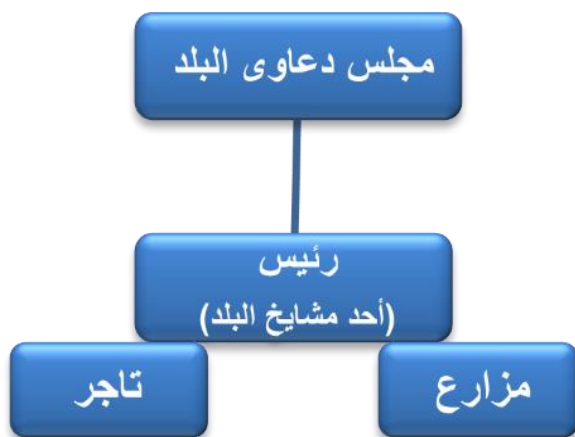 مجلس دعاوى البلد
رئيس
(أحد مشايخ البلد)
مزارع
تاجر